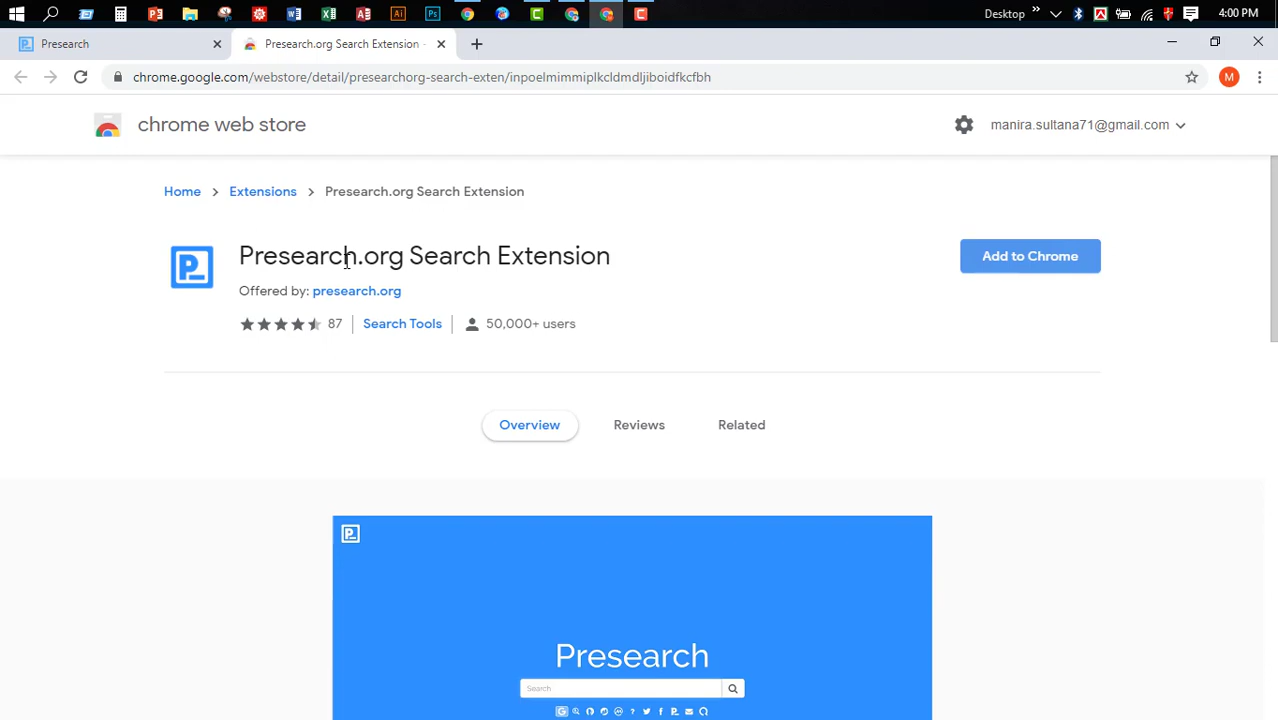 Desktop
4:00 PM
Presearch
Presearch.org Search Extension -
chrome.google.com/webstore/detail/presearchorg-search-exten/inpoelmimmiplkcldmdljiboidfkcfbh
M
chrome web store
manira.sultana71@gmail.com
Home > Extensions > Presearch.org Search Extension
Presearch.org Search Extension
Add to Chrome
Offered by: presearch.org
87
Search Tools
50,000+ users
Overview
Reviews
Related
Presearch
Search